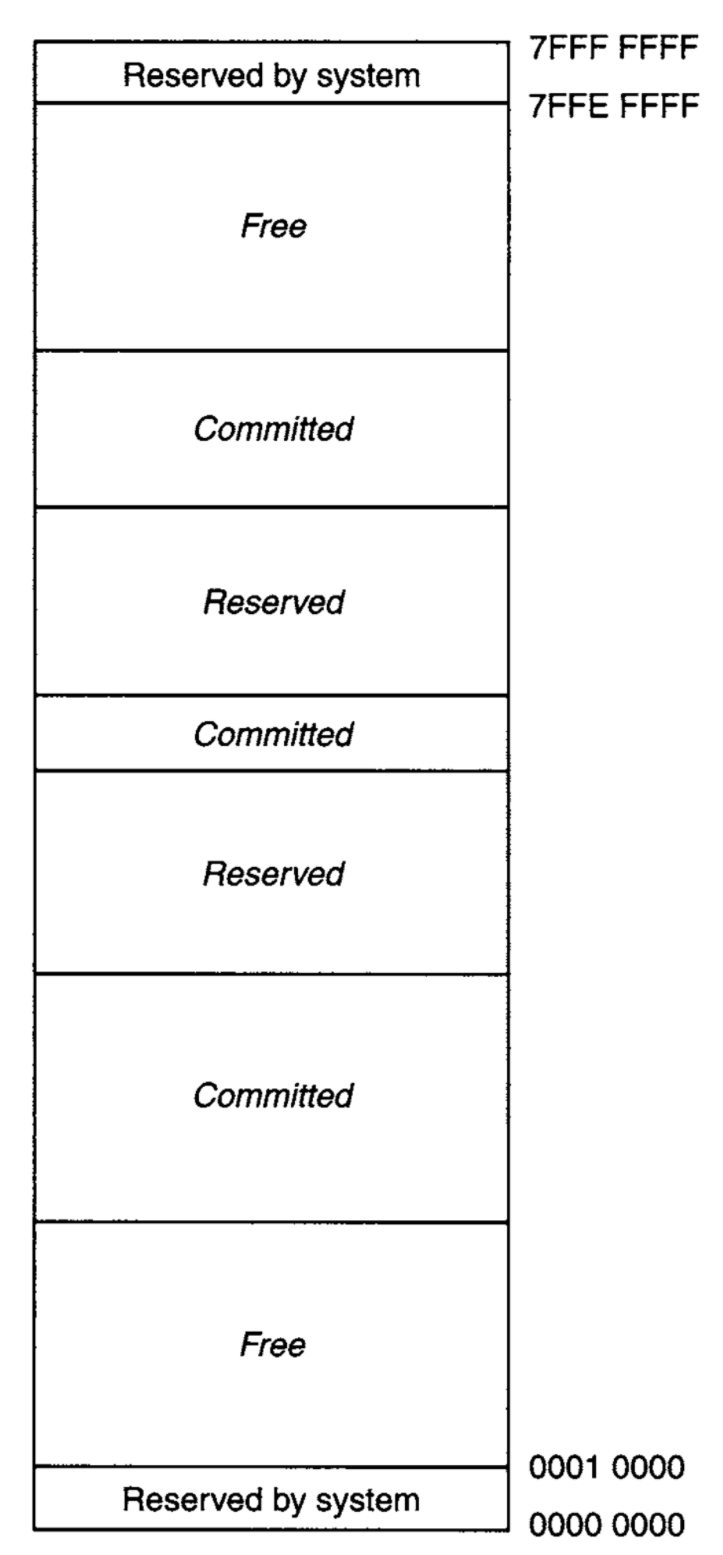 7FFF FFFF
Reserved by system
7FFE FFFF
Free
Committed
Reserved
Committed
Reserved
Committed
Free
0001 0000
Reserved by system
0000 0000